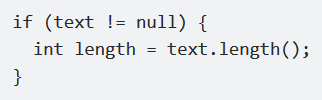 if (text != null) {
  int length = text.length();
}